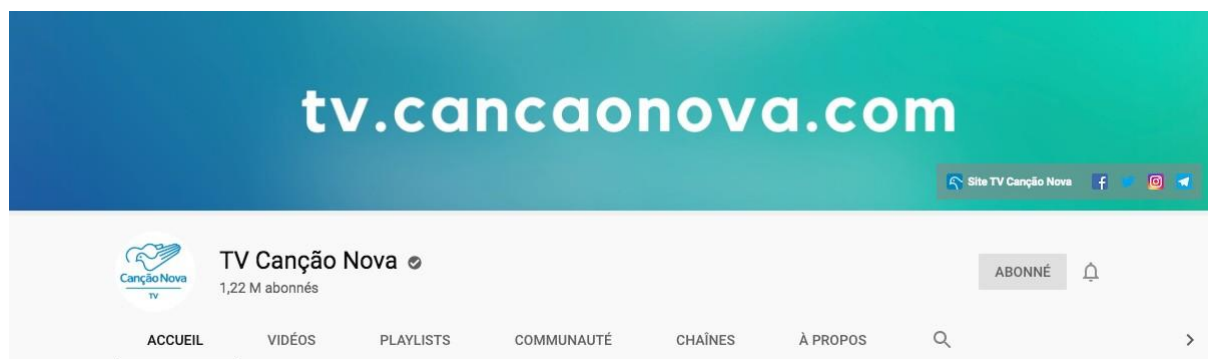 tv.cancaonova.com
Site TV Canção Nova
Canção Nova
TV
TV Canção Nova
1,22 M abonnés
ABONNÉ
ACCUEIL VIDÉOS PLAYLISTS COMMUNAUTÉ CHAÎNES À PROPOS